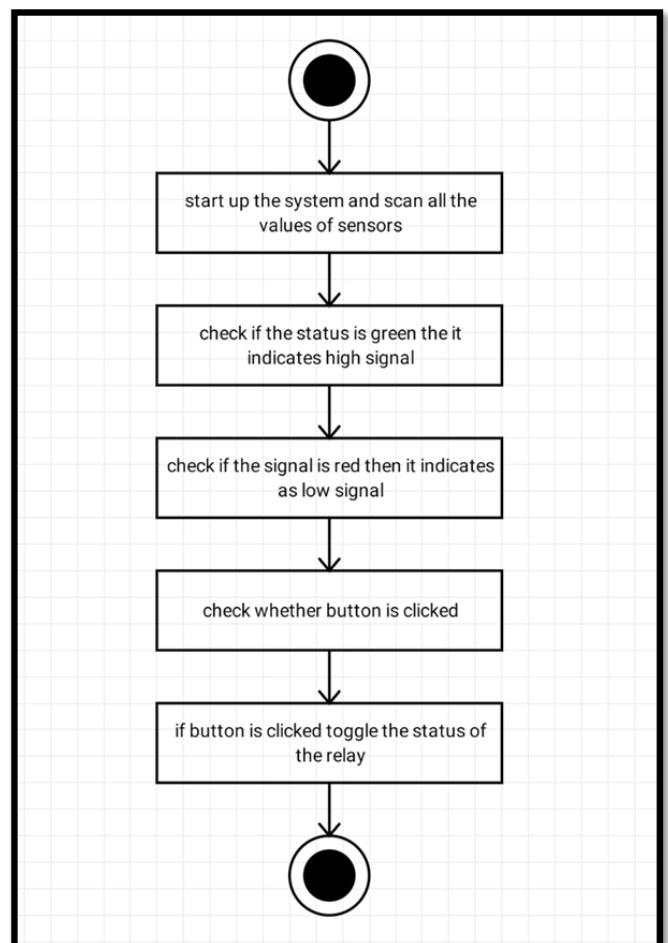 start up the system and scan all the
values of sensors
check if the status is green the it
indicates high signal
check if the signal is red then it indicates
as low signal
check whether button is clicked
if button is clicked toggle the status of
the relay